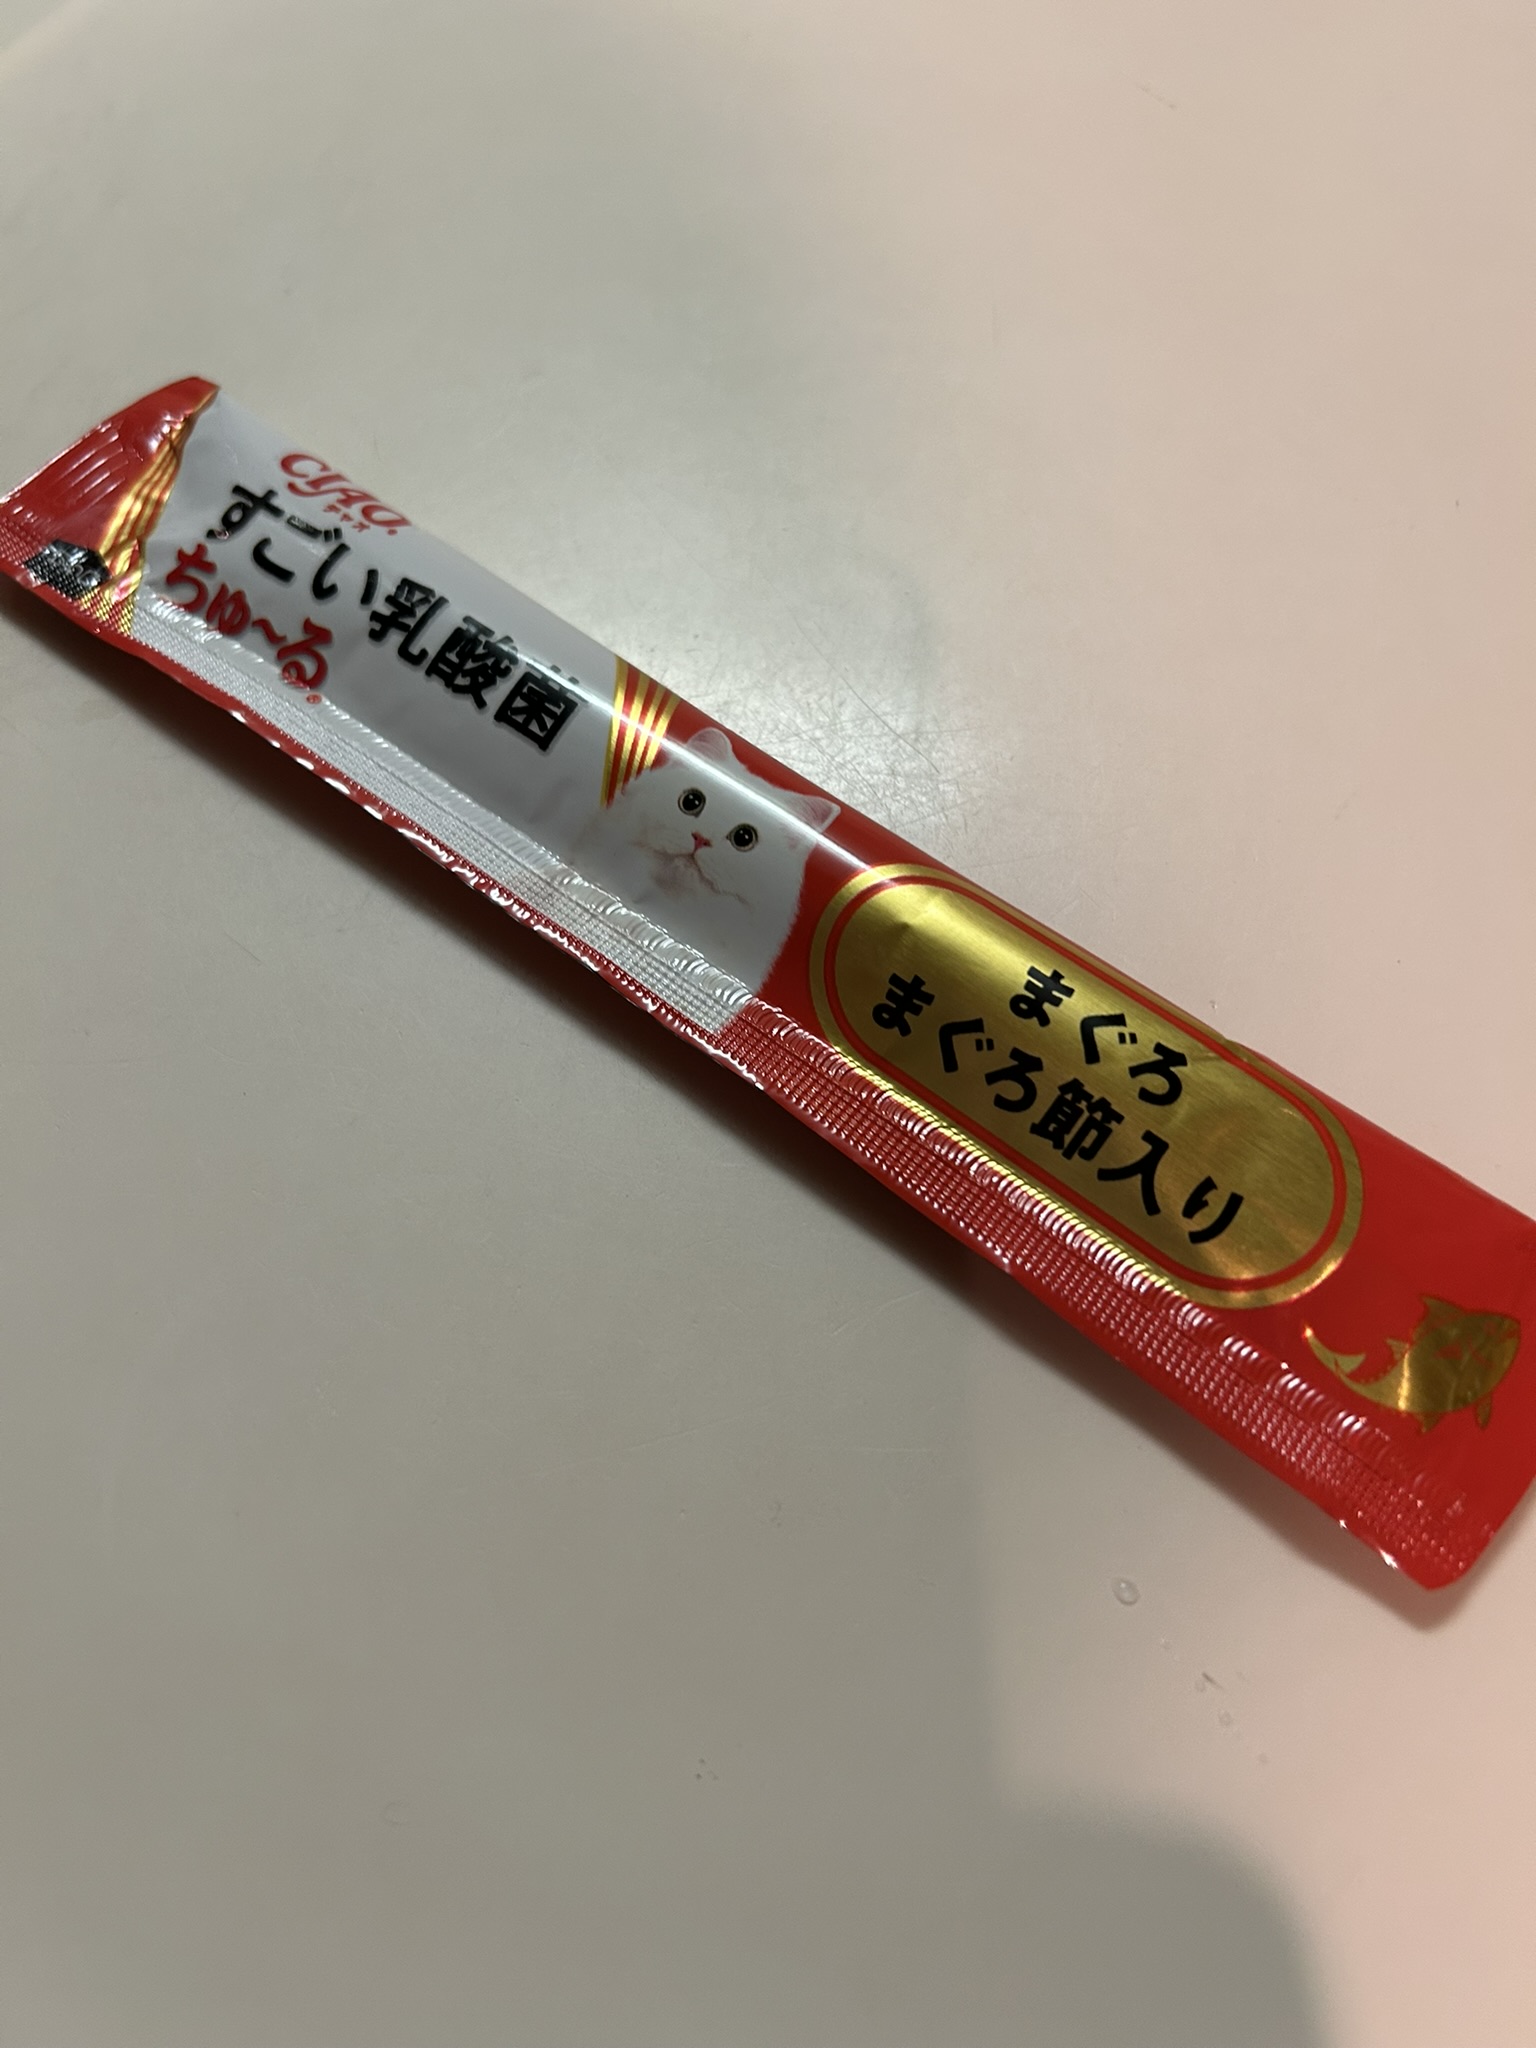 CIAO
チャオ
すごい乳酸菌
ちゅ〜る®
まぐろ
まぐろ節入り